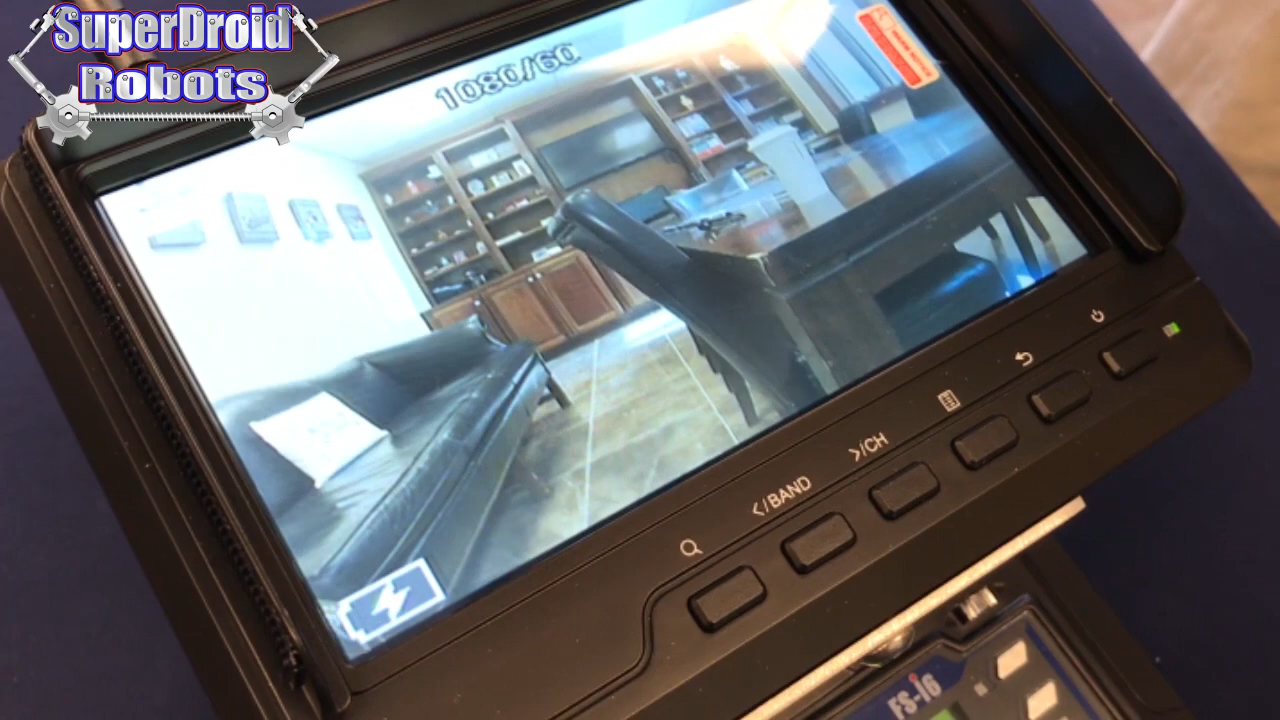 SuperDroid
Robots
1080/60
</BAND
>/CH
FS-i6